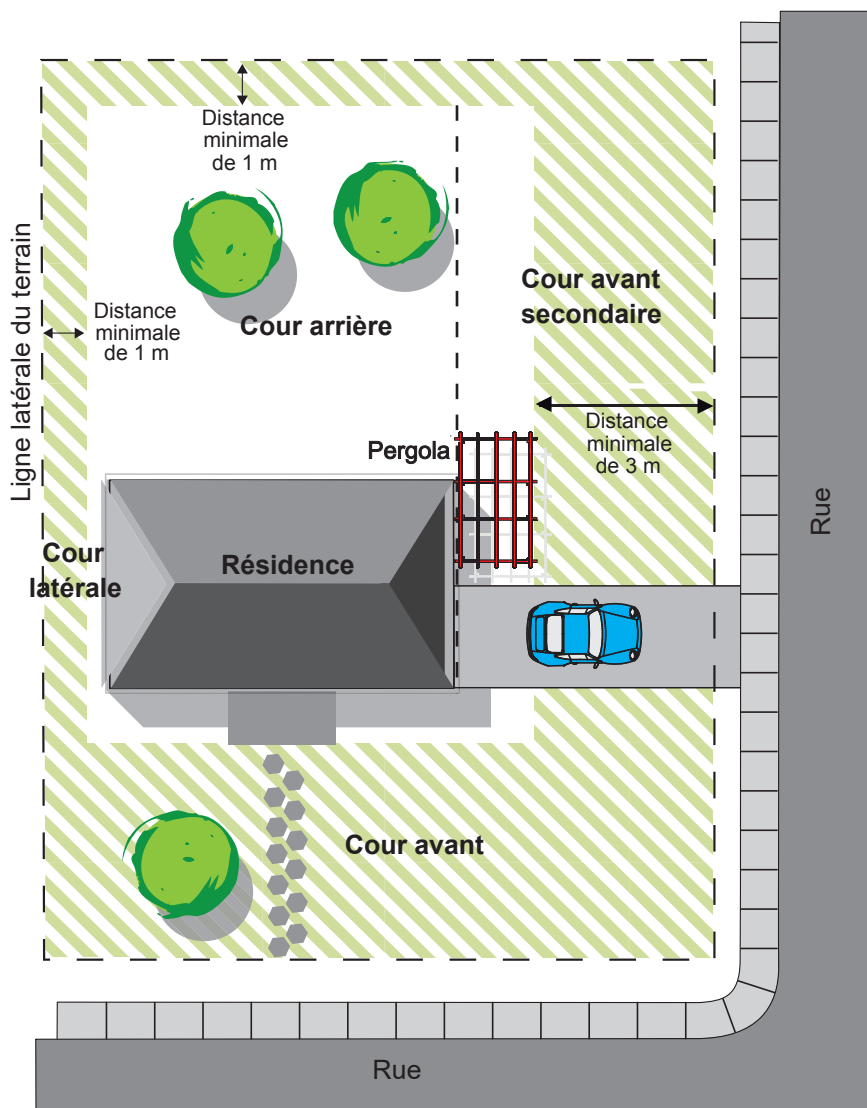 Distance
minimale
de 1 m
Cour avant
secondaire
Distance
minimale
de 1 m
Cour arrière
Ligne latérale du terrain
Distance
minimale
de 3 m
Pergola
Rue
Cour
latérale
Résidence
Cour avant
Rue